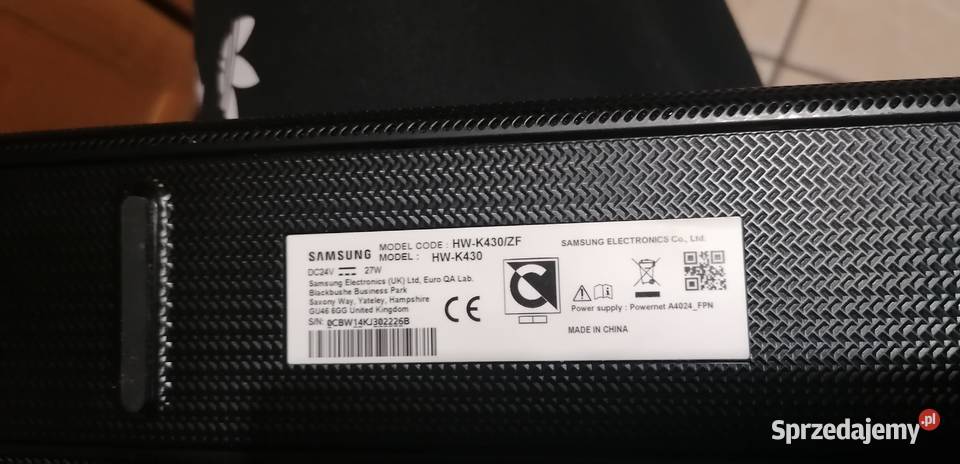 SAMSUNG
MODEL CODE : HW-K430/ZF
MODEL : HW-K430
DC24V 27W
Samsung Electronics (UK) Ltd, Euro QA Lab.
Blackbushe Business Park
Saxony Way, Yateley, Hampshire
GU46 6GG United Kingdom
S/N: 0CBW14KJ302226B
CE
SAMSUNG ELECTRONICS Co., Ltd.
Power supply : Powernet A4024_FPN
MADE IN CHINA
Sprzedajemy.pl